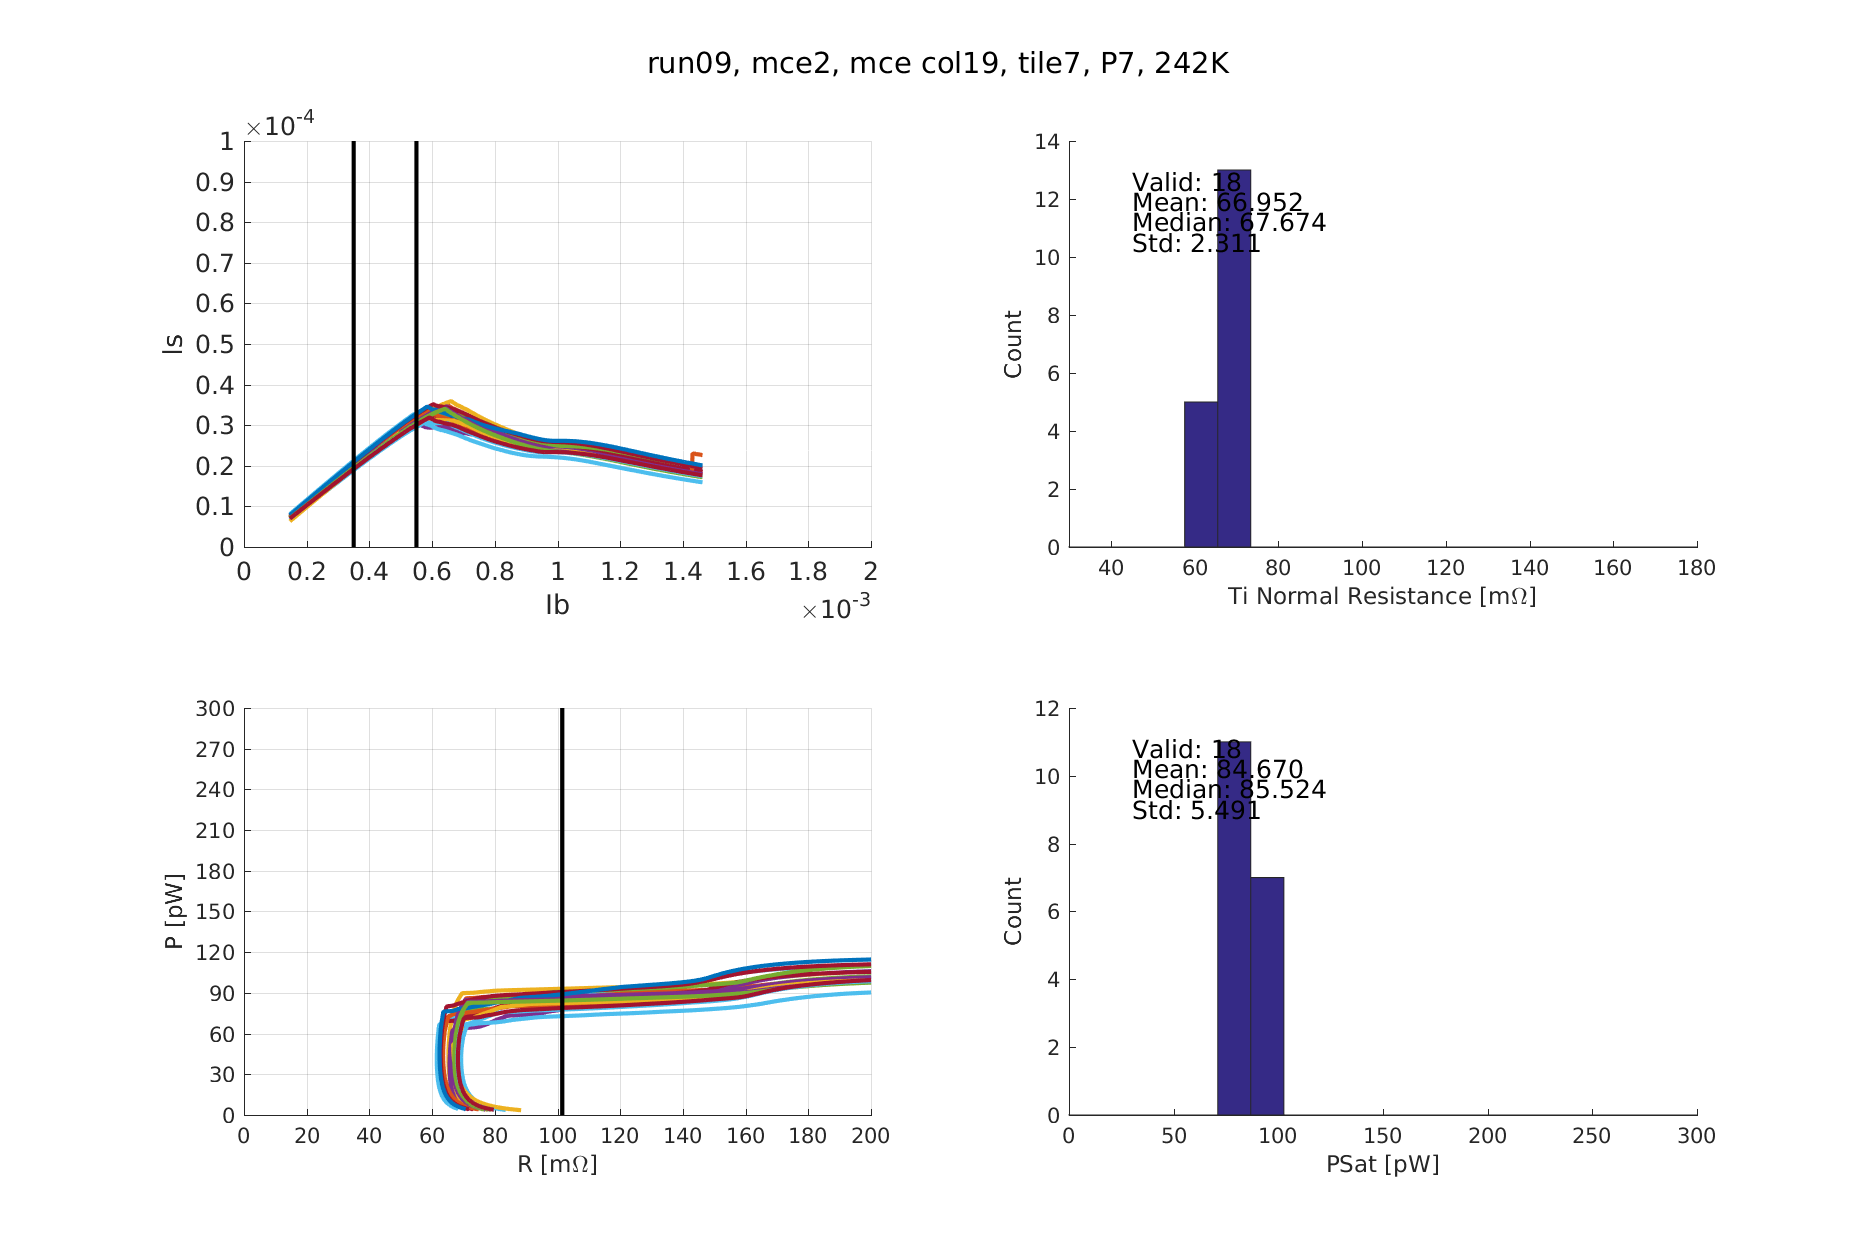 run09, mce2, mce col19, tile7, P7, 242K
×10-4
1
0.9
0.8
0.7
0.6
0.5
0.4
0.3
0.2
0.1
0
Is
0 0.2 0.4 0.6 0.8 1 1.2 1.4 1.6 1.8 2
Ib
×10-3
14
12
10
8
6
4
2
0
Count
Valid: 18
Mean: 66.952
Median: 67.674
Std: 2.311
40 60 80 100 120 140 160 180
Ti Normal Resistance [mΩ]
300
270
240
210
180
150
120
90
60
30
0
P [pW]
0 20 40 60 80 100 120 140 160 180 200
R [mΩ]
12
10
8
6
4
2
0
Count
Valid: 18
Mean: 84.670
Median: 85.524
Std: 5.491
0 50 100 150 200 250 300
PSat [pW]